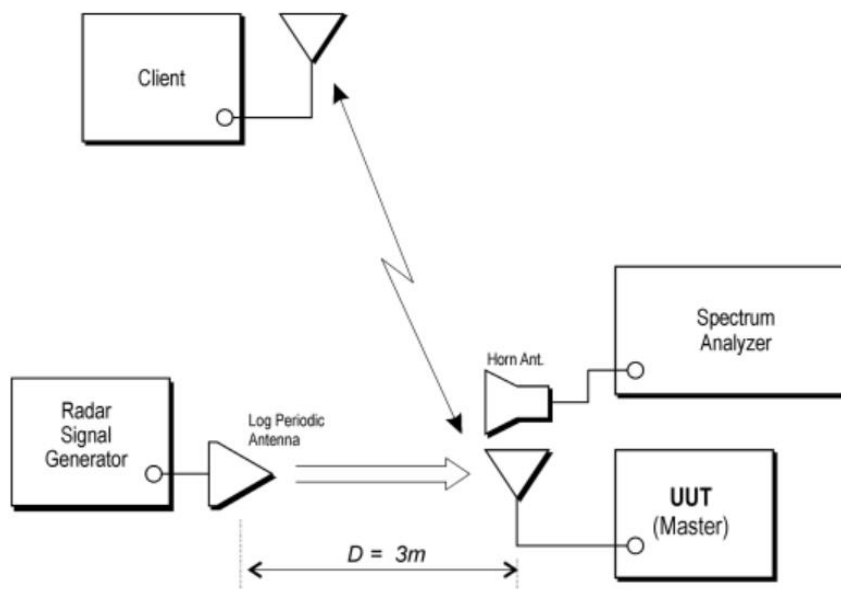 Client
Spectrum
Analyzer
Horn Ant.
Radar
Signal
Generator
Log Periodic
Antenna
UUT
(Master)
D = 3m